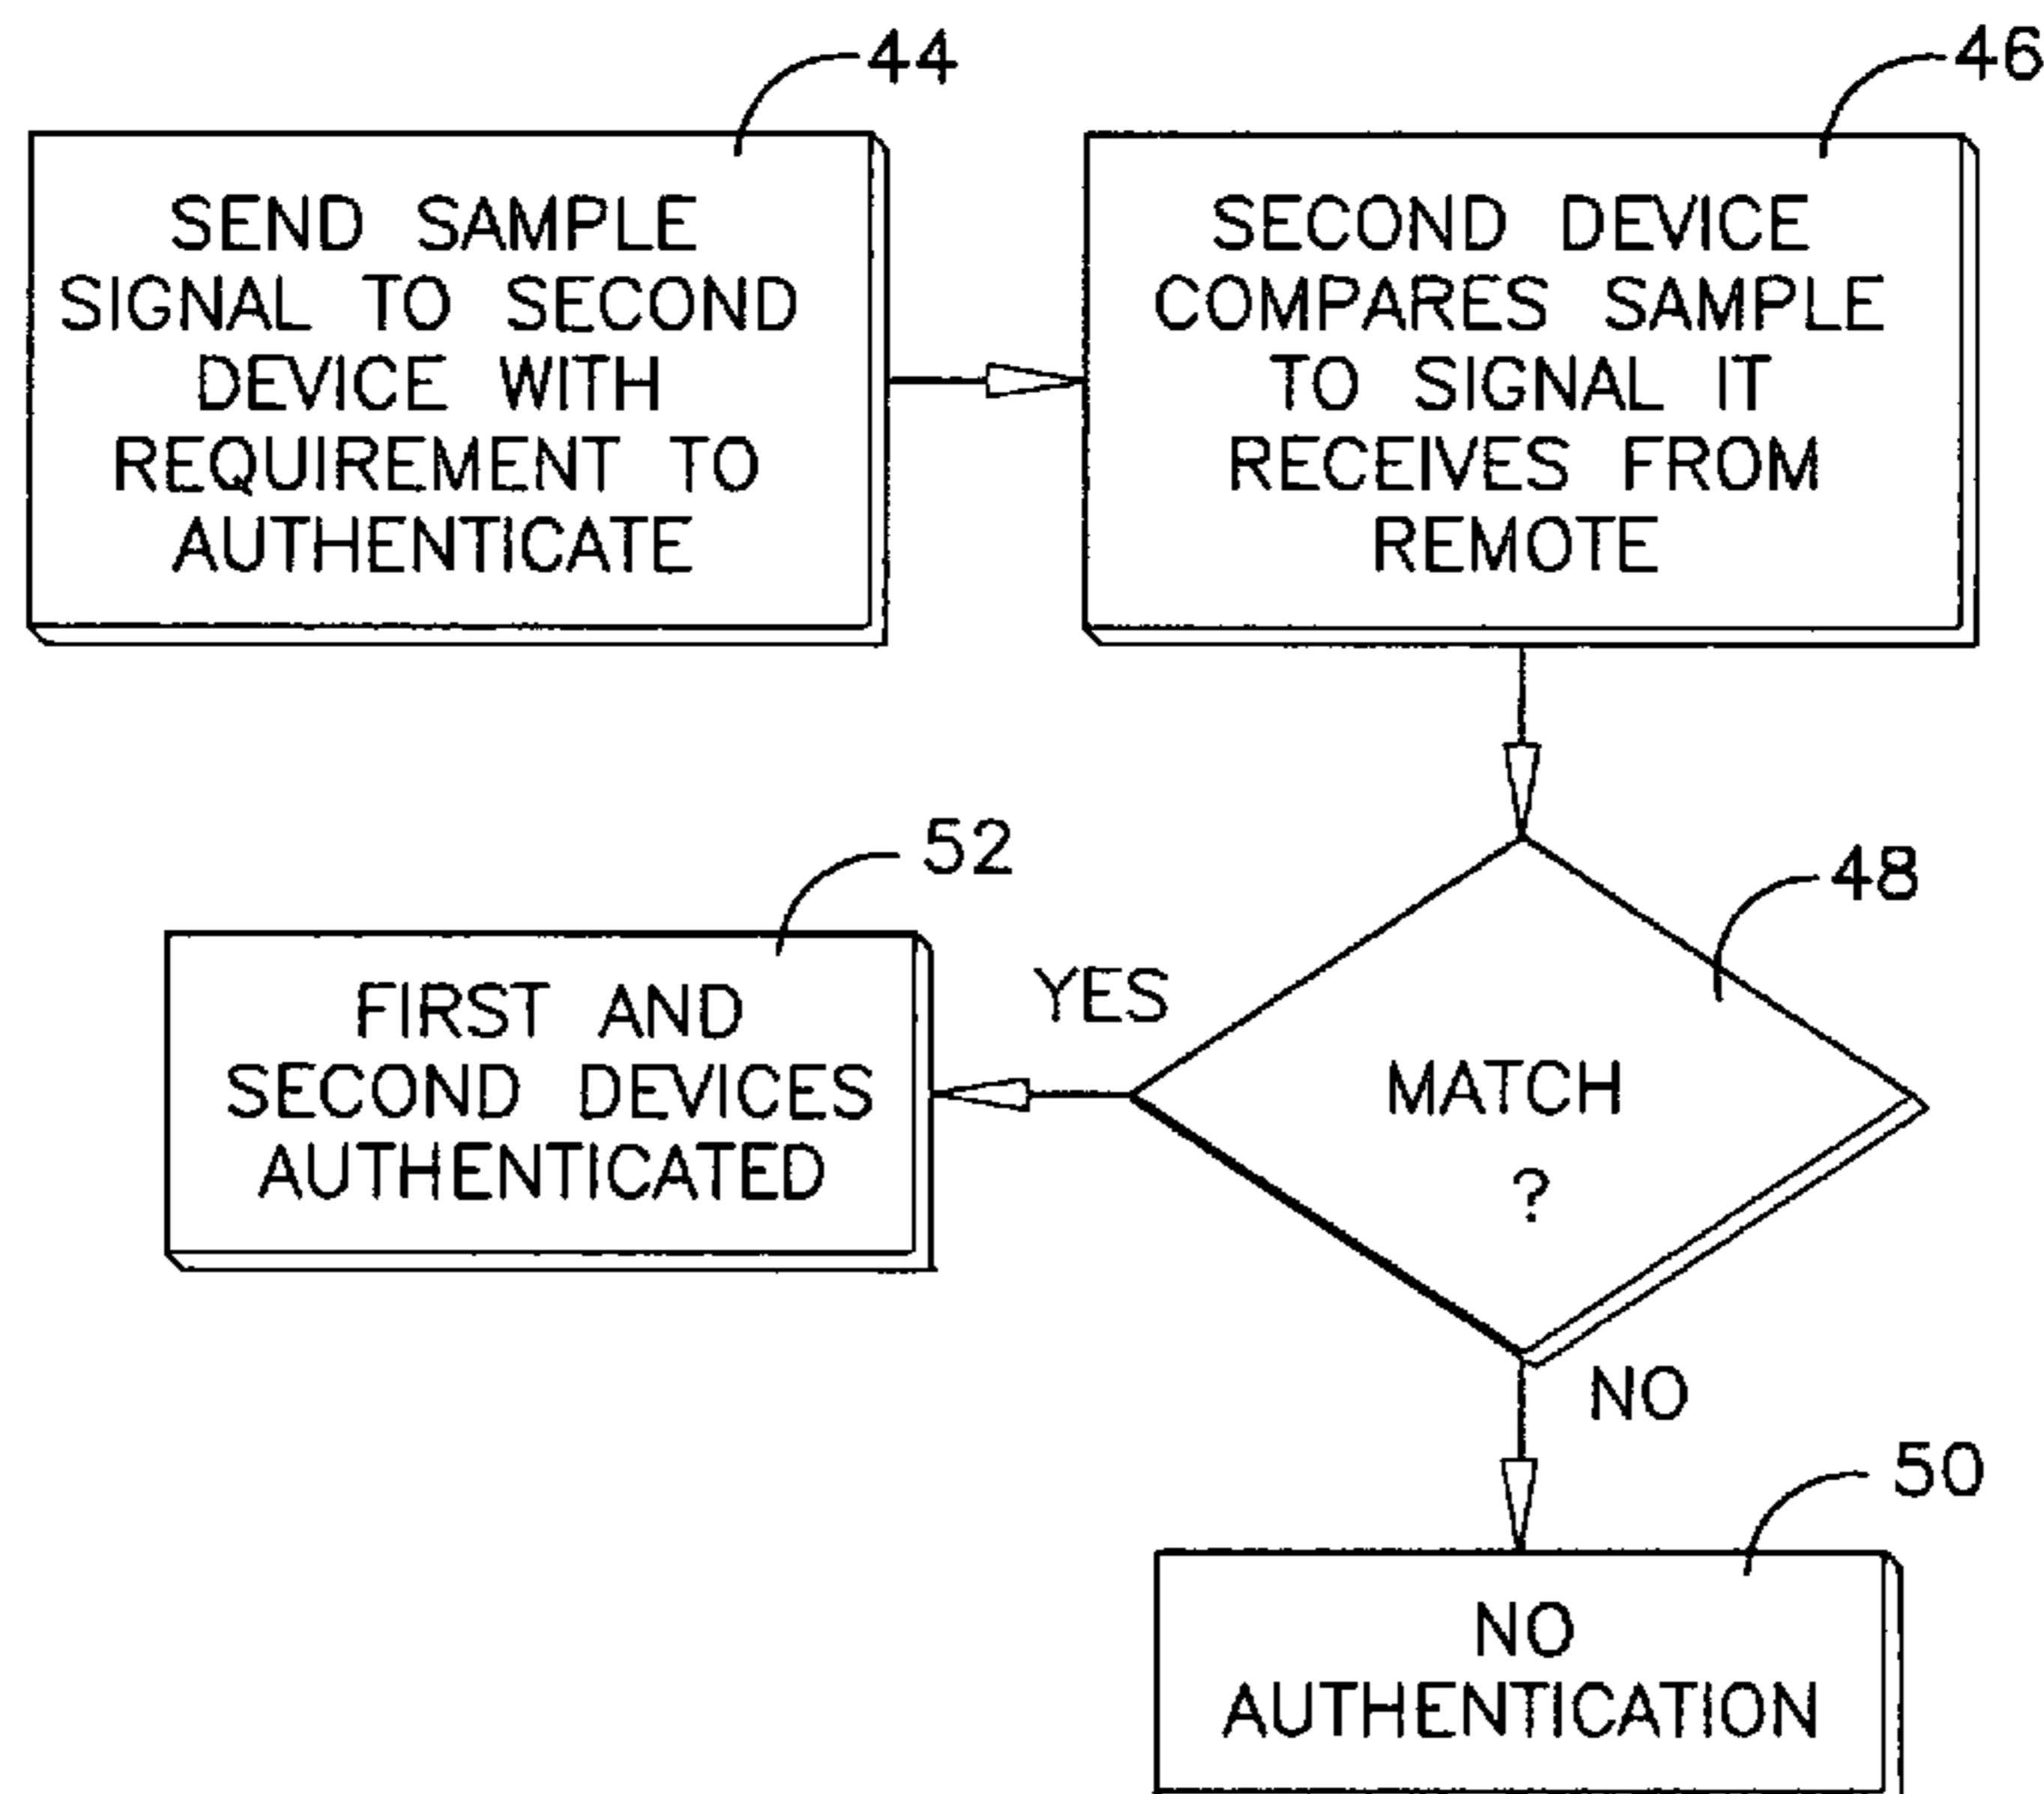 44
SEND SAMPLE
SIGNAL TO SECOND
DEVICE WITH
REQUIREMENT TO
AUTHENTICATE
46
SECOND DEVICE
COMPARES SAMPLE
TO SIGNAL IT
RECEIVES FROM
REMOTE
48
MATCH
?
YES
52
FIRST AND
SECOND DEVICES
AUTHENTICATED
NO
50
NO
AUTHENTICATION